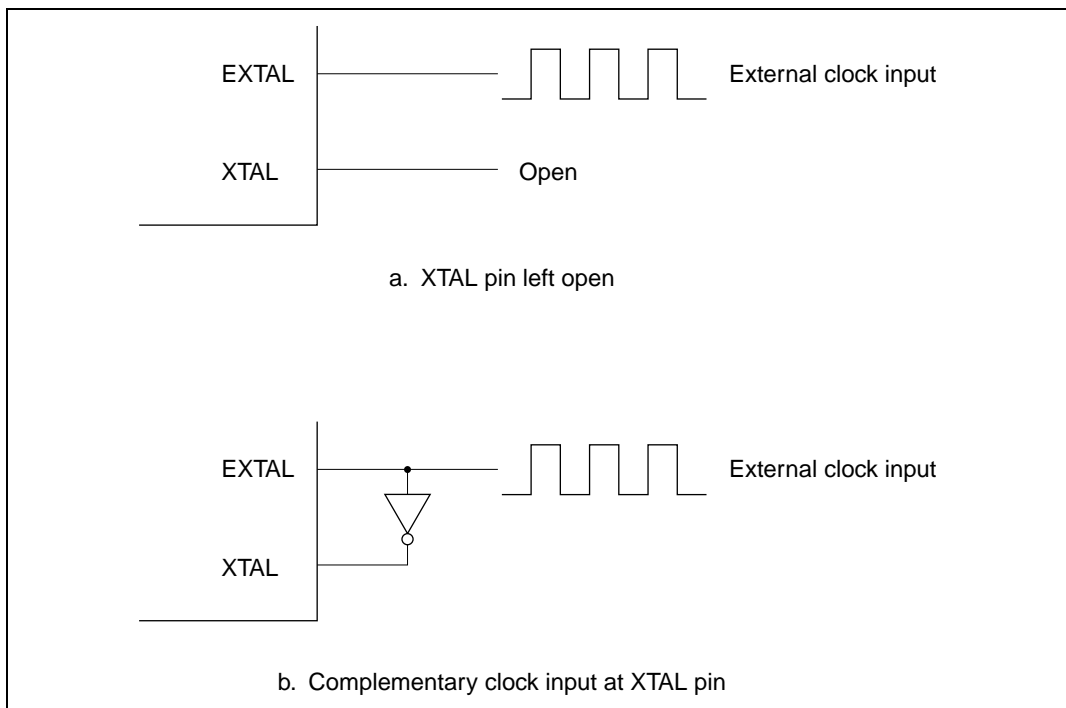 EXTAL External clock input
XTAL Open
a. XTAL pin left open
EXTAL External clock input
XTAL
b. Complementary clock input at XTAL pin